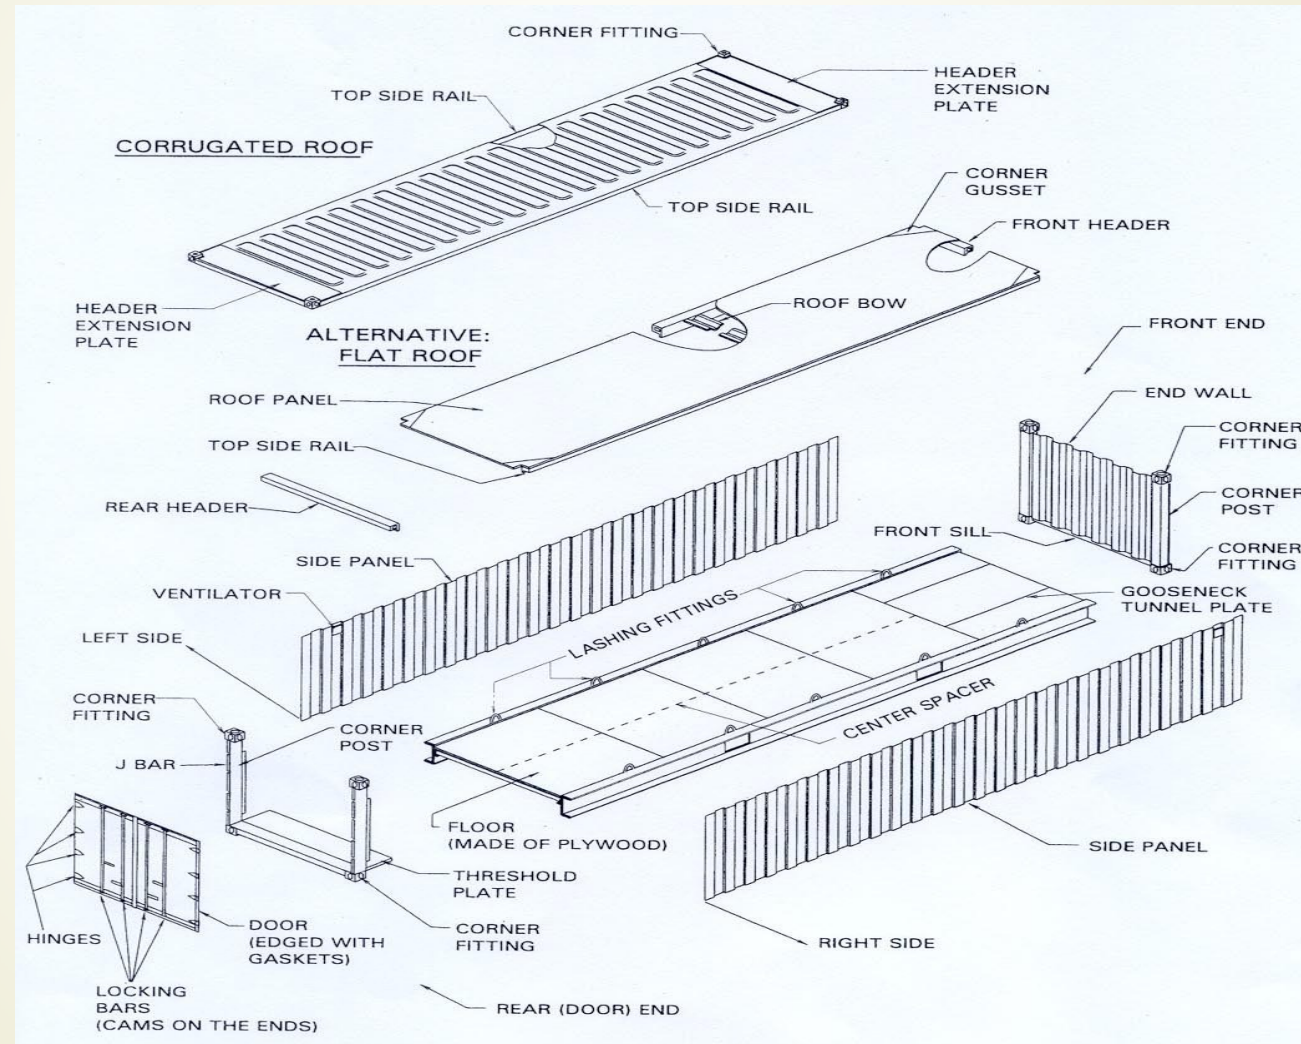 CORNER FITTING
HEADER
EXTENSION
PLATE
TOP SIDE RAIL
CORRUGATED ROOF
CORNER
GUSSET
TOP SIDE RAIL
FRONT HEADER
HEADER
EXTENSION
PLATE
ROOF BOW
ALTERNATIVE:
FLAT ROOF
FRONT END
ROOF PANEL
END WALL
CORNER
FITTING
TOP SIDE RAIL
REAR HEADER
CORNER
POST
FRONT SILL
CORNER
FITTING
SIDE PANEL
VENTILATOR
GOOSENECK
TUNNEL PLATE
LASHING FITTINGS
LEFT SIDE
CORNER
FITTING
CORNER
POST
CENTER SPACER
J BAR
FLOOR
(MADE OF PLYWOOD)
SIDE PANEL
THRESHOLD
PLATE
HINGES
DOOR
(EDGED WITH
GASKETS)
CORNER
FITTING
RIGHT SIDE
LOCKING
BARS
(CAMS ON THE ENDS)
REAR (DOOR) END